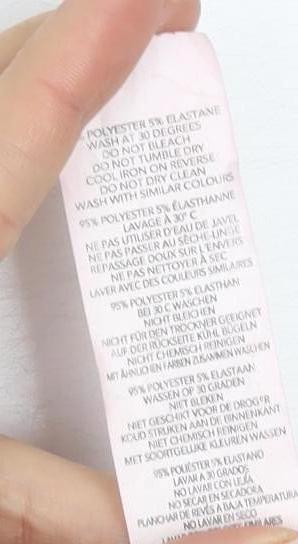 POLYESTER 5% ELASTANE
WASH AT 30 DEGREES
DO NOT BLEACH
DO NOT TUMBLE DRY
COOL IRON ON REVERSE
DO NOT DRY CLEAN
WASH WITH SIMILAR COLOURS
95% POLYESTER 5% ÉLASTHANNE
LAVAGE À 30° C
NE PAS UTILISER D'EAU DE JAVEL
NE PAS PASSER AU SÈCHE-LINGE
REPASSAGE DOUX SUR L'ENVERS
NE PAS NETTOYER À SEC
LAVER AVEC DES COULEURS SIMILAIRES
95% POLYESTER 5% ELASTHAN
BEI 30 C WASCHEN
NICHT BLEICHEN
NICHT FÜR DEN TROCKNER GEEIGNET
AUF DER RÜCKSEITE KÜHL BÜGELN
NICHT CHEMISCH REINIGEN
MIT ÄHNLICHEN FARBEN ZUSAMMEN WASCHEN
95% POLYESTER 5% ELASTAAN
WASSEN OP 30 GRADEN
NIET BLEKEN
NIET GESCHIKT VOOR DE DROGER
KOUD STRIJKEN AAN DE BINNENKANT
NIET CHEMISCH REINIGEN
MET SOORTGELIJKE KLEUREN WASSEN
95% POLIÉSTER 5% ELASTANO
LAVAR A 30 GRADOS
NO LAVAR CON LEJÍA
NO SECAR EN SECADORA
PLANCHAR DE REVÉS A BAJA TEMPERATURA
NO LAVAR EN SECO